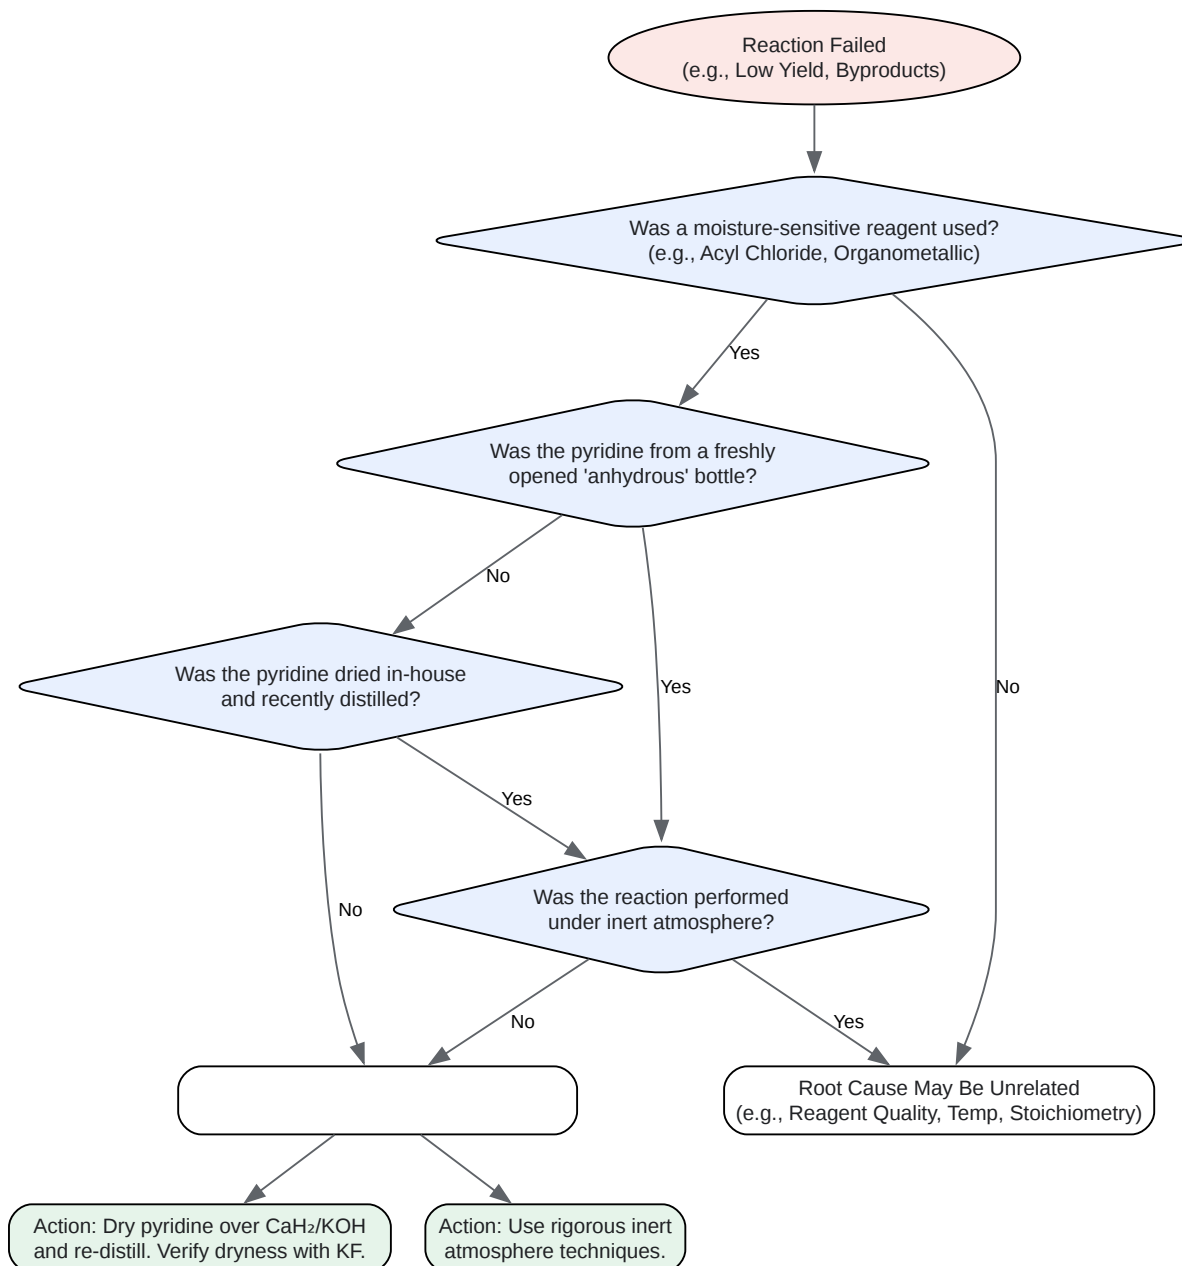 Reaction Failed
(e.g., Low Yield, Byproducts)
Was a moisture-sensitive reagent used?
(e.g., Acyl Chloride, Organometallic)
Yes
Was the pyridine from a freshly
opened 'anhydrous' bottle?
No
Was the pyridine dried in-house
and recently distilled?
Yes
No
Yes
Was the reaction performed
under inert atmosphere?
No
No
Yes
Root Cause May Be Unrelated
(e.g., Reagent Quality, Temp, Stoichiometry)
Action: Dry pyridine over CaH₂/KOH
and re-distill. Verify dryness with KF.
Action: Use rigorous inert
atmosphere techniques.